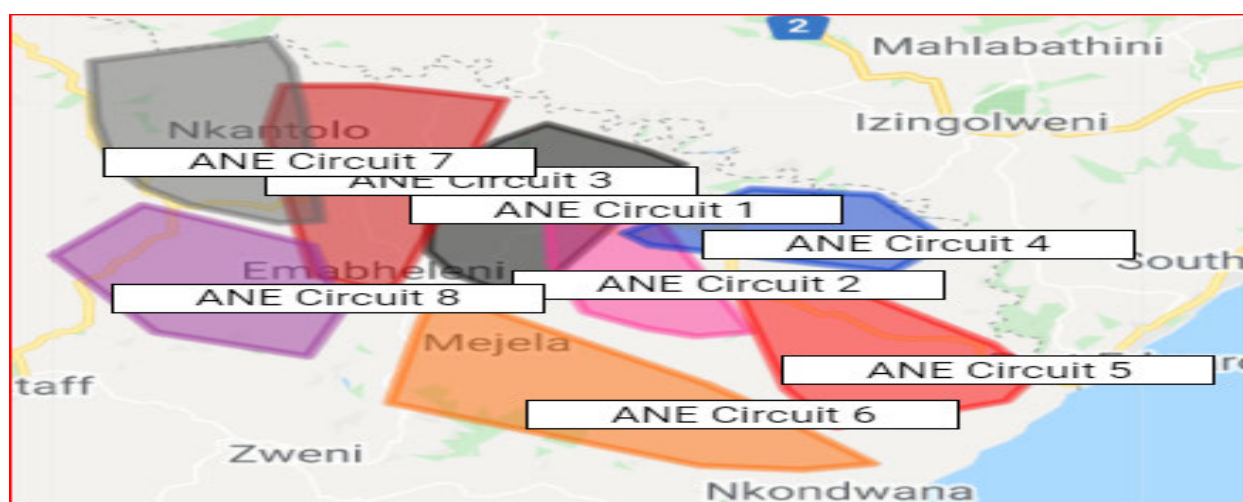 2
Mahlabathini
Izingolweni
Nkantolo
ANE Circuit 7
ANE Circuit 3
ANE Circuit 1
ANE Circuit 4
South
Emabheleni
ANE Circuit 2
ANE Circuit 8
Mejela
ANE Circuit 5
taff
ANE Circuit 6
Zweni
Nkondwana